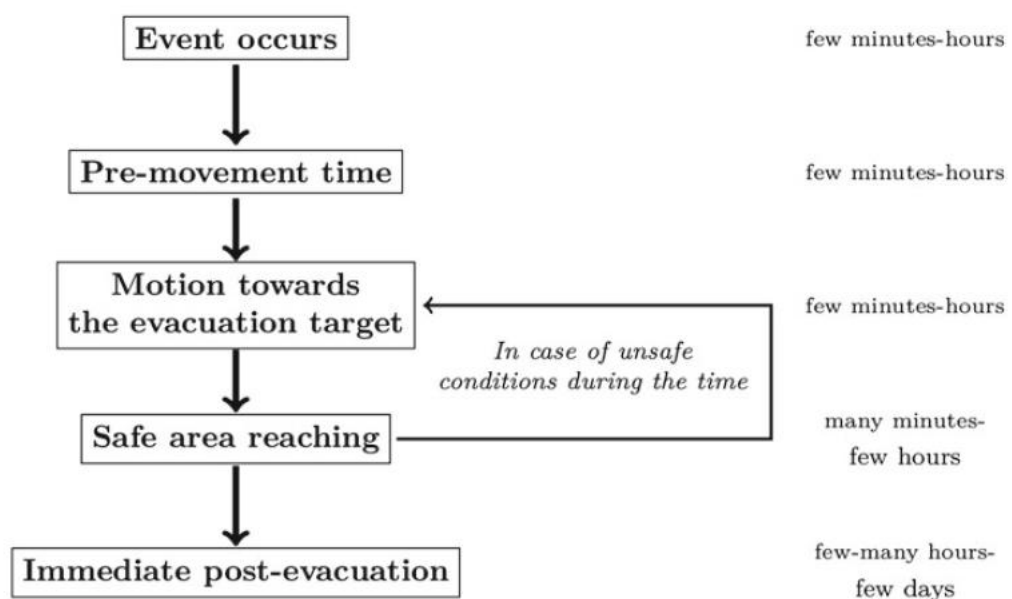 Event occurs
few minutes-hours
Pre-movement time
few minutes-hours
Motion towards
the evacuation target
few minutes-hours
In case of unsafe
conditions during the time
Safe area reaching
many minutes-
few hours
Immediate post-evacuation
few-many hours-
few days